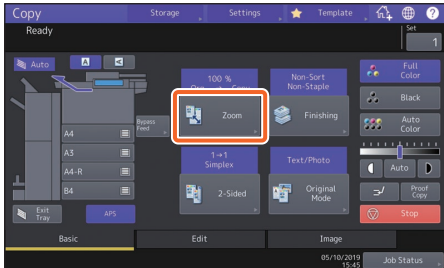 Copy
Storage
Settings
Template
?
Ready
Set
1
Auto
A
A
100 %
Non-Sort
Non-Staple
Full
Color
Zoom
Finishing
Black
Bypass
Feed
Auto
Color
A4
A3
A4-R
B4
1→1
Simplex
Text/Photo
Auto
2-Sided
Original
Mode
Proof
Copy
Exit
Tray
APS
Stop
Basic
Edit
Image
05/10/2019
15:45
Job Status